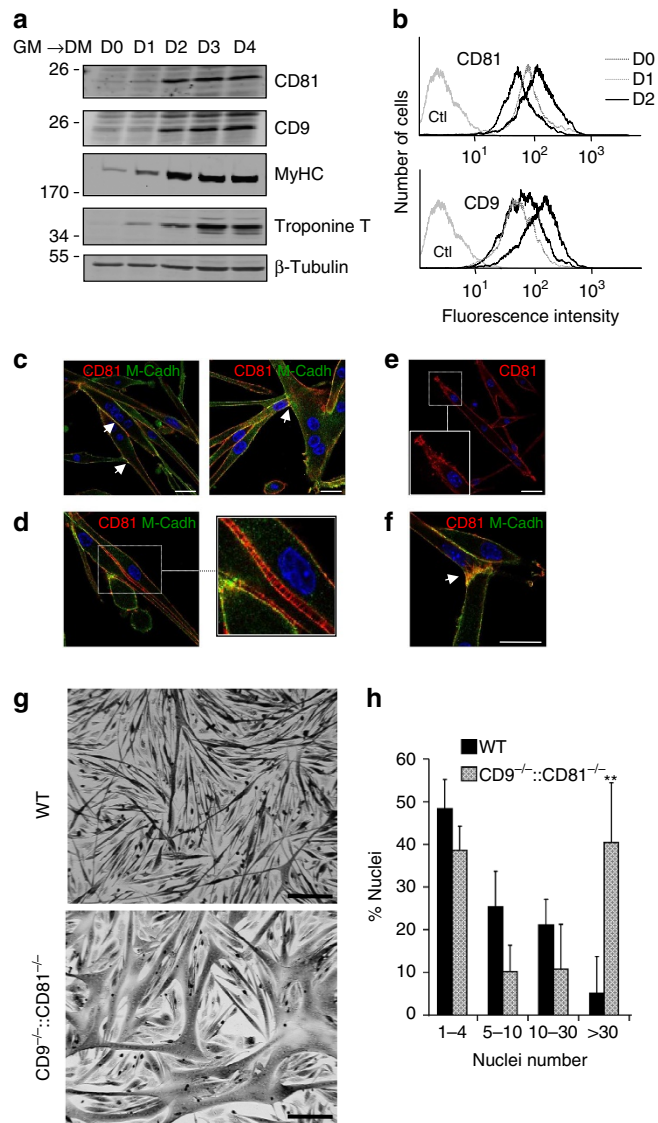 a
GM →DM D0 D1 D2 D3 D4
26 -
CD81
26 -
CD9
MyHC
170 -
Troponine T
34 -
55 -
β-Tubulin
b
Number of cells
CD81
Ctl
D0
D1
D2
10¹ 10² 10³
CD9
Ctl
10¹ 10² 10³
Fluorescence intensity
c
CD81 M-Cadh
CD81 M-Cadh
e
CD81
d
CD81 M-Cadh
f
CD81 M-Cadh
g
WT
CD9⁻/⁻::CD81⁻/⁻
h
WT
CD9⁻/⁻::CD81⁻/⁻
**
% Nuclei
60
50
40
30
20
10
0
1–4 5–10 10–30 >30
Nuclei number